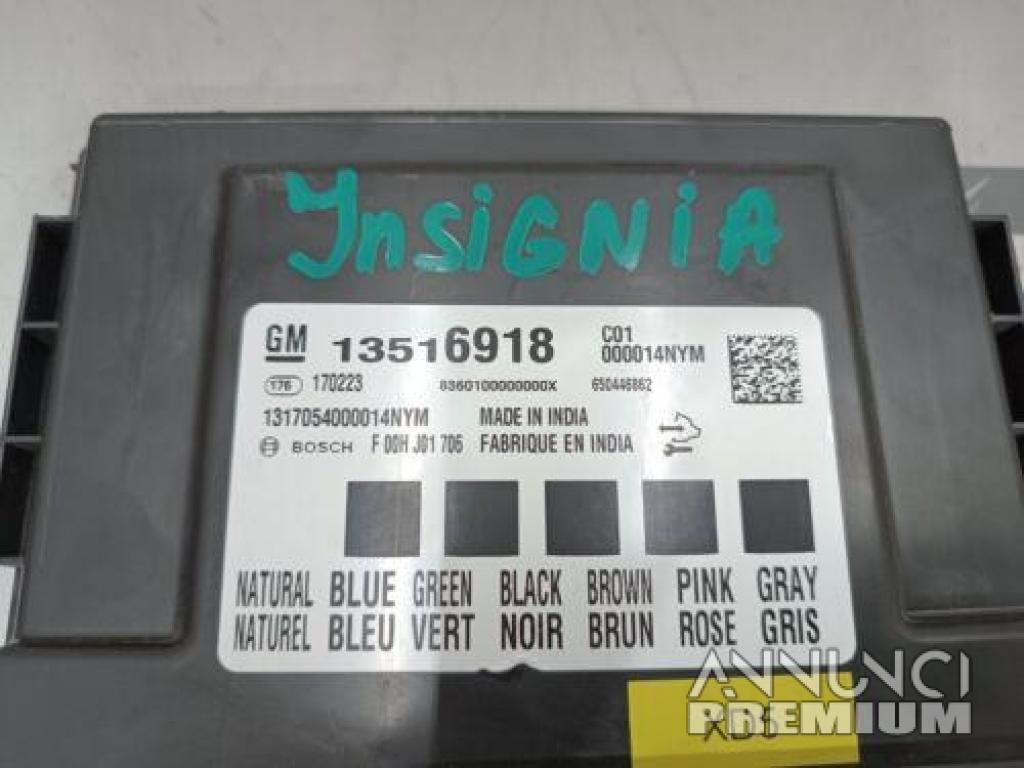 InSiGNiA
GM 13516918 C01
000014NYM
176 170223 8360100000000X 650446862
1317054000014NYM MADE IN INDIA
BOSCH F 00H J01 706 FABRIQUE EN INDIA
NATURAL BLUE GREEN BLACK BROWN PINK GRAY
NATUREL BLEU VERT NOIR BRUN ROSE GRIS
XD5
ANNUNCI
PREMIUM